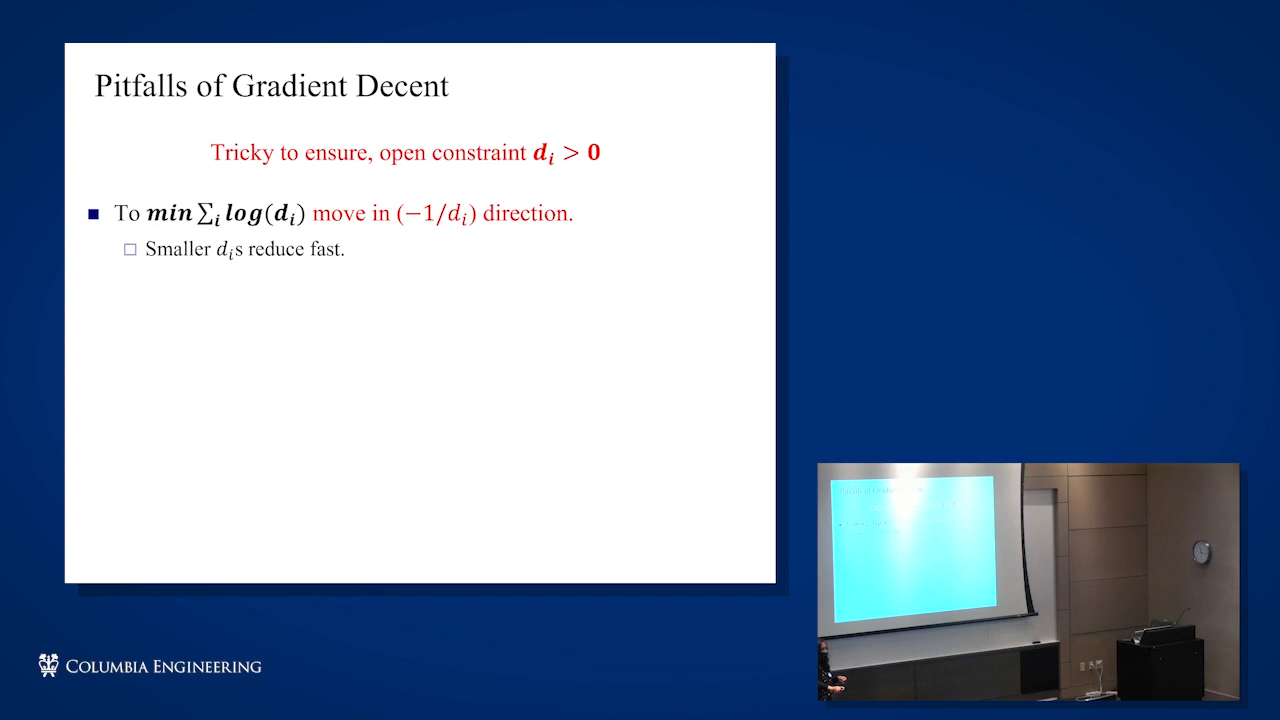 Pitfalls of Gradient Decent
Tricky to ensure, open constraint 𝒅ᵢ > 𝟎
To min ∑ᵢ log(dᵢ) move in (−1/dᵢ) direction.
Smaller dᵢs reduce fast.
COLUMBIA ENGINEERING